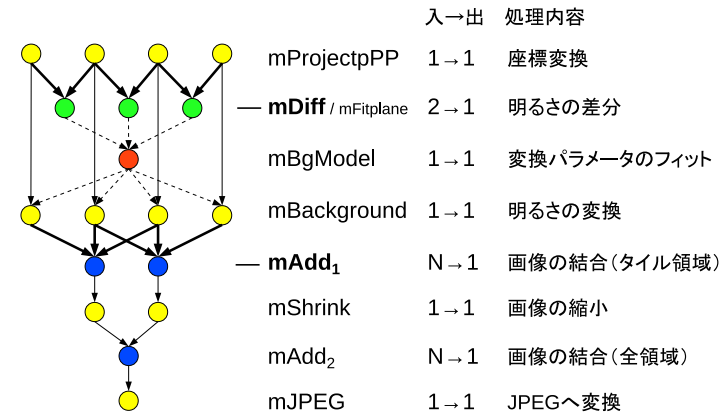 入→出 処理内容
mProjectpPP 1→1 座標変換
mDiff / mFitplane 2→1 明るさの差分
mBgModel 1→1 変換パラメータのフィット
mBackground 1→1 明るさの変換
mAdd1 N→1 画像の結合（タイル領域）
mShrink 1→1 画像の縮小
mAdd2 N→1 画像の結合（全領域）
mJPEG 1→1 JPEGへ変換